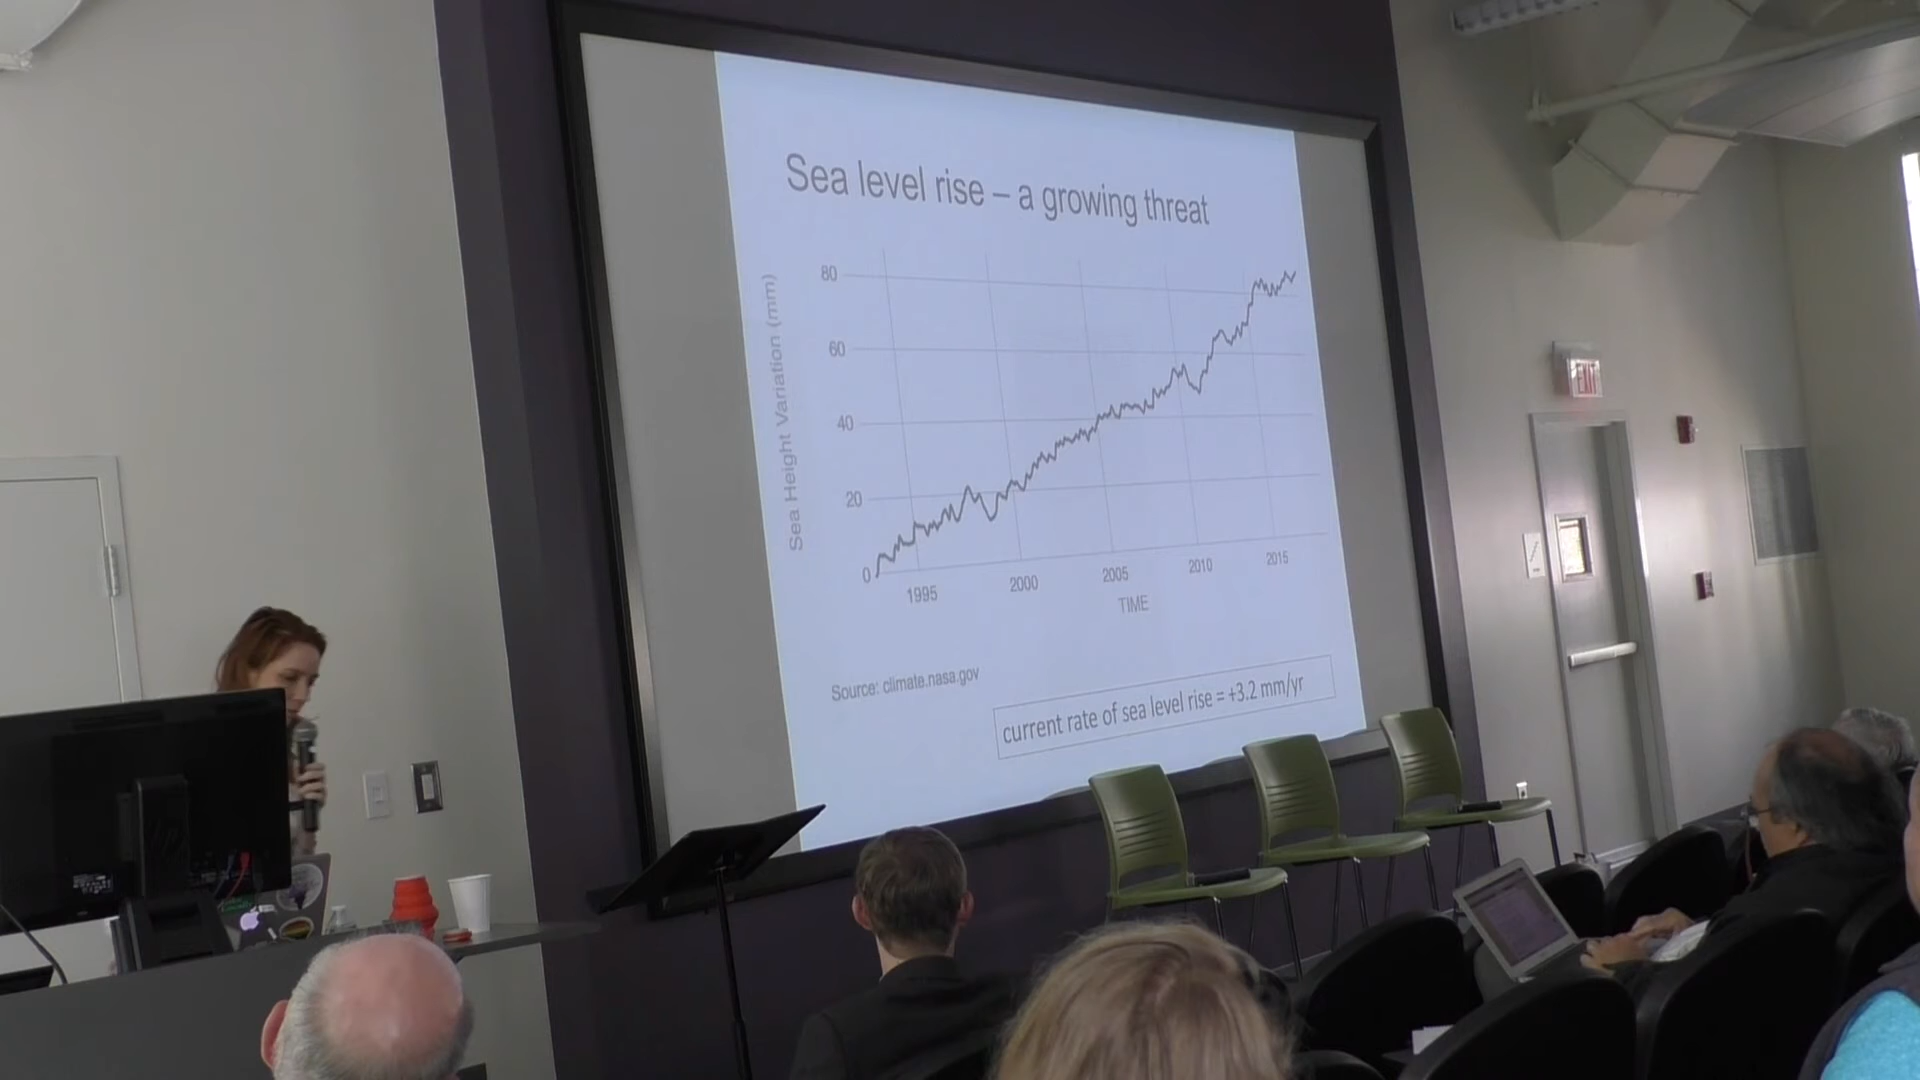 Sea level rise – a growing threat
Sea Height Variation (mm)
80
60
40
20
0
1995
2000
2005
2010
2015
TIME
Source: climate.nasa.gov
current rate of sea level rise = +3.2 mm/yr
EXIT